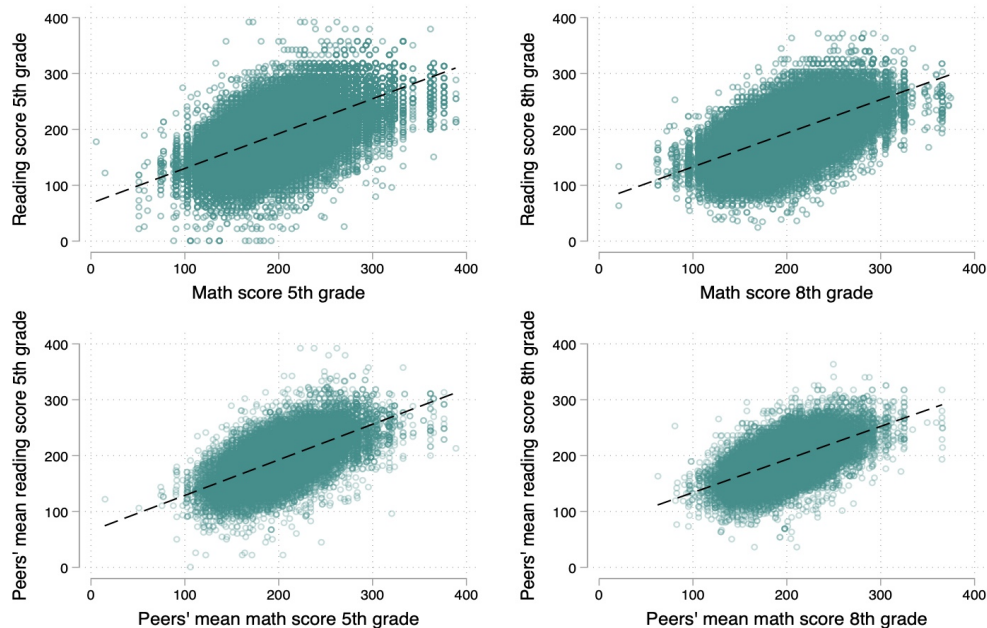 Reading score 5th grade
400
300
200
100
0
0 100 200 300 400
Math score 5th grade
Reading score 8th grade
400
300
200
100
0
0 100 200 300 400
Math score 8th grade
Peers' mean reading score 5th grade
400
300
200
100
0
0 100 200 300 400
Peers' mean math score 5th grade
Peers' mean reading score 8th grade
400
300
200
100
0
0 100 200 300 400
Peers' mean math score 8th grade